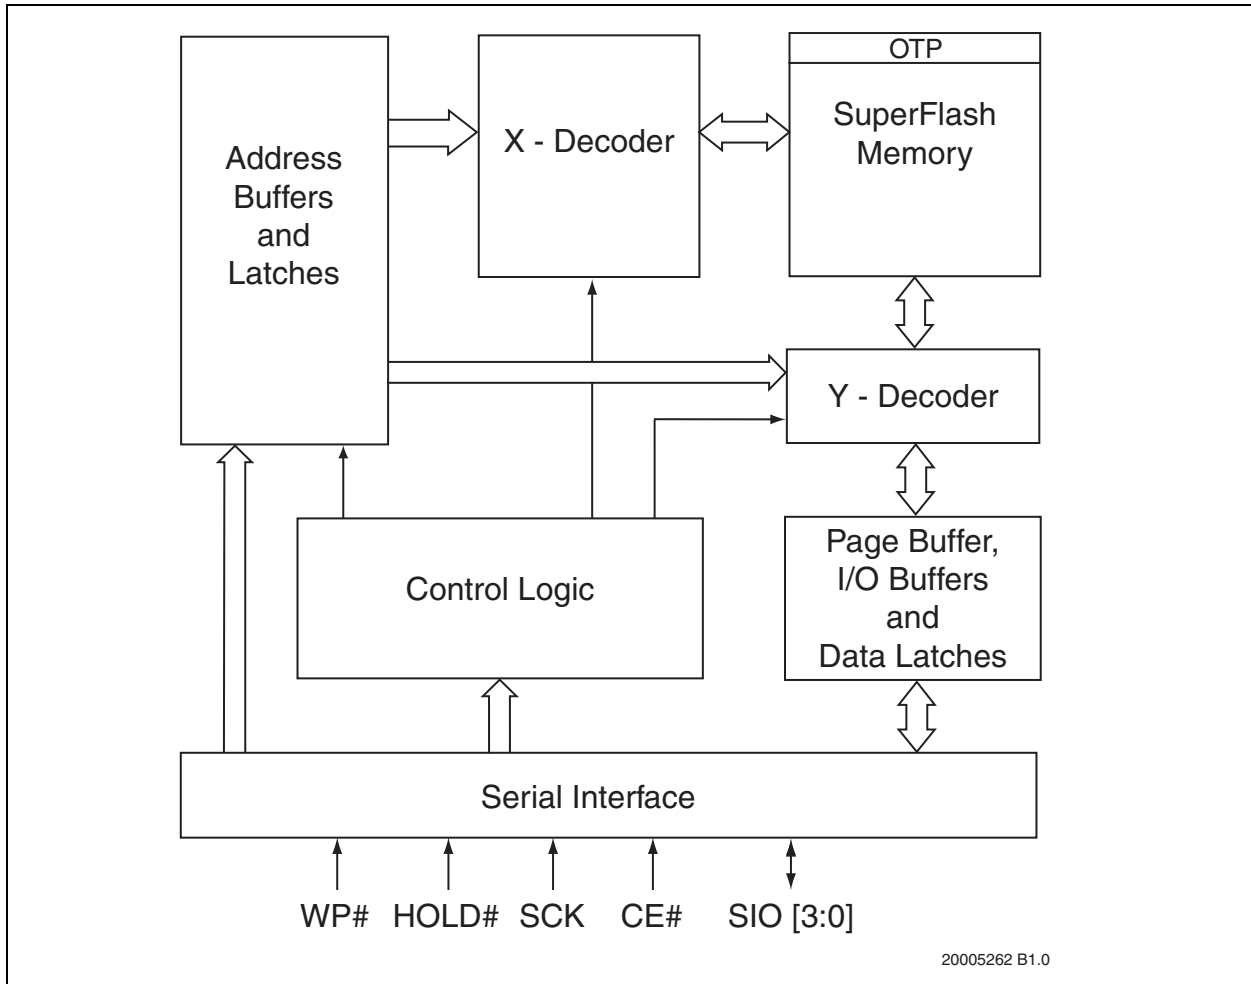 OTP
SuperFlash
Memory
X - Decoder
Address
Buffers
and
Latches
Y - Decoder
Page Buffer,
I/O Buffers
and
Data Latches
Control Logic
Serial Interface
WP# HOLD# SCK CE# SIO [3:0]
20005262 B1.0